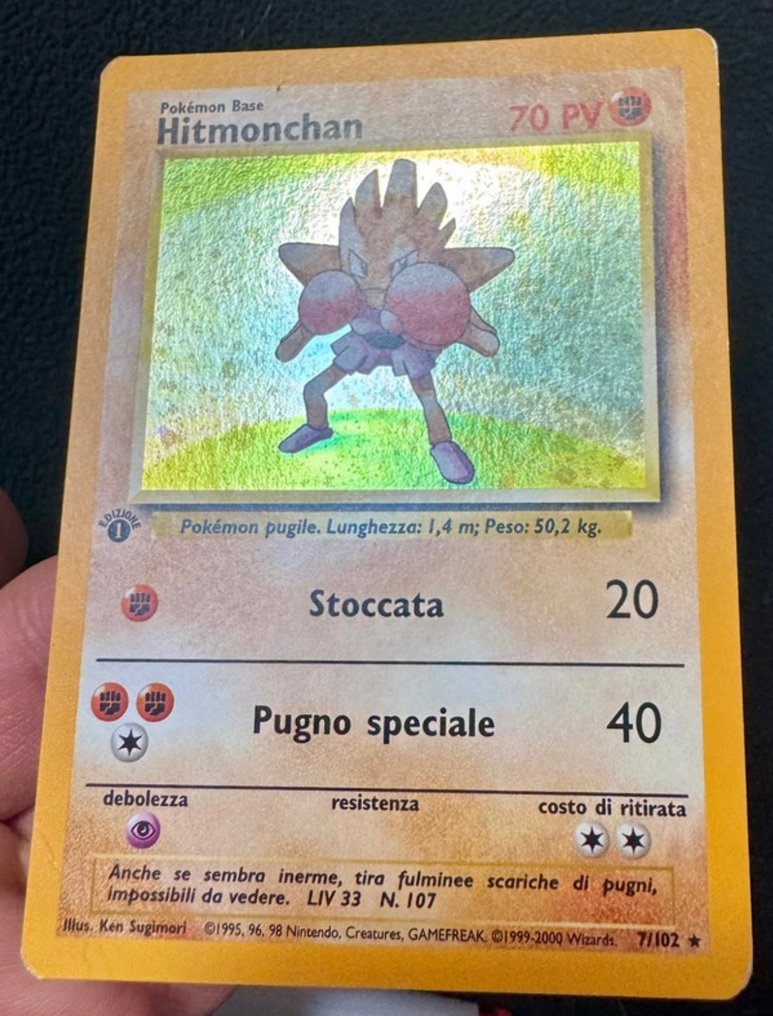 Pokémon Base
Hitmonchan
70 PV
EDIZIONE
1
Pokémon pugile. Lunghezza: 1,4 m; Peso: 50,2 kg.
Stoccata 20
Pugno speciale 40
debolezza resistenza costo di ritirata
Anche se sembra inerme, tira fulminee scariche di pugni,
impossibili da vedere. LIV 33 N. 107
Illus. Ken Sugimori ©1995, 96, 98 Nintendo, Creatures, GAMEFREAK. ©1999-2000 Wizards. 7/102 ★